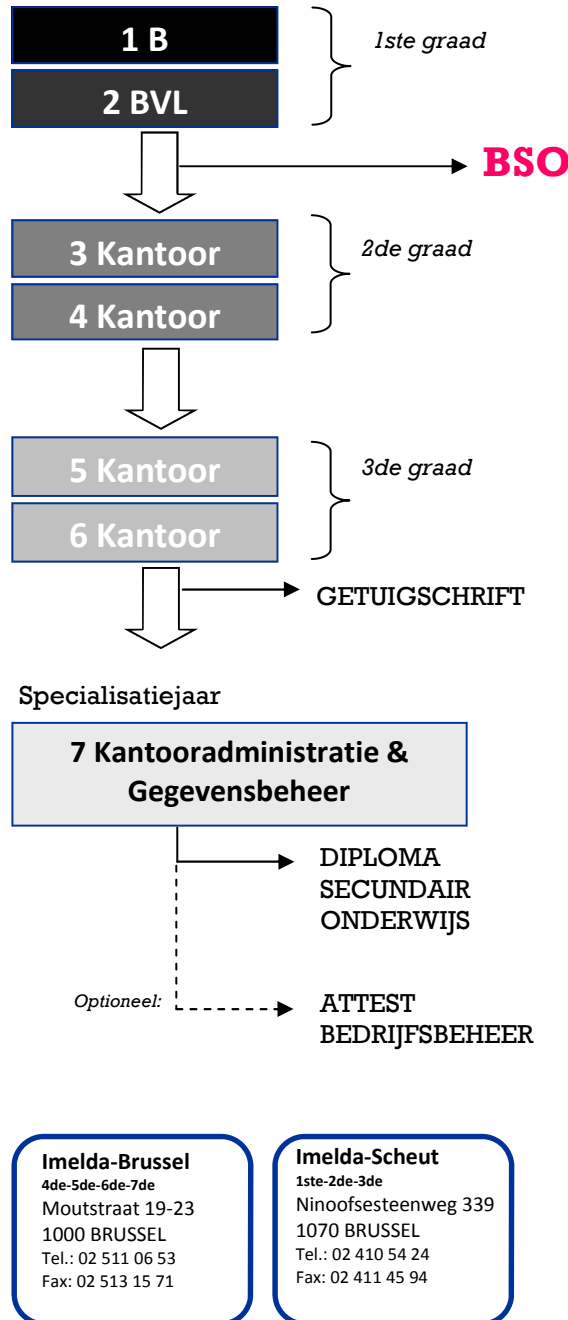 1 B
1ste graad
2 BVL
BSO
3 Kantoor
2de graad
4 Kantoor
5 Kantoor
3de graad
6 Kantoor
GETUIGSCHRIFT
Specialisatiejaar
7 Kantooradministratie &
Gegevensbeheer
DIPLOMA
SECUNDAIR
ONDERWIJS
Optioneel:
ATTEST
BEDRIJFSBEHEER
Imelda-Brussel
4de-5de-6de-7de
Moutstraat 19-23
1000 BRUSSEL
Tel.: 02 511 06 53
Fax: 02 513 15 71
Imelda-Scheut
1ste-2de-3de
Ninoofsesteenweg 339
1070 BRUSSEL
Tel.: 02 410 54 24
Fax: 02 411 45 94